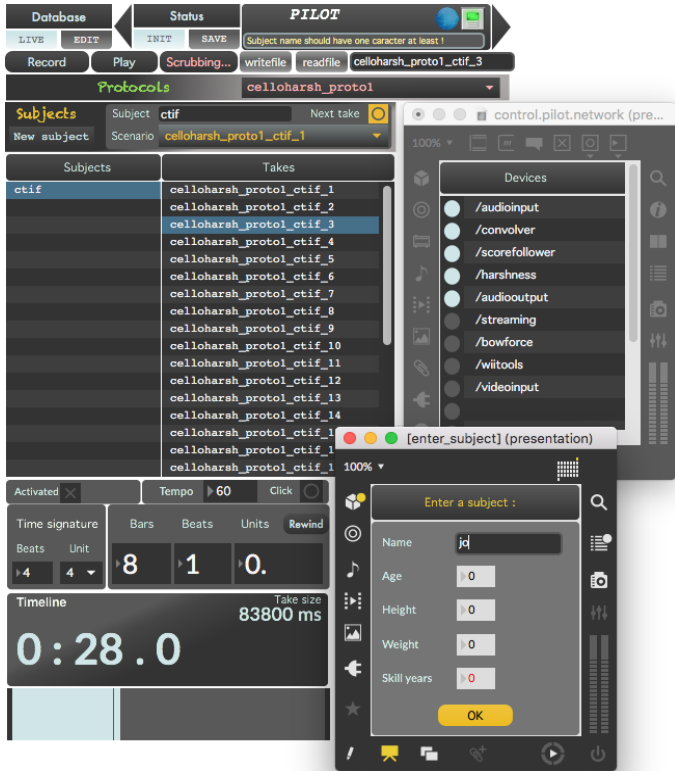 Database
Status
PILOT
LIVE
EDIT
INIT
SAVE
Subject name should have one caracter at least !
Record
Play
Scrubbing...
writefile
readfile
celloharsh_proto1_ctif_3
Protocols
celloharsh_proto1
Subjects
Subject
ctif
Next take
New subject
Scenario
celloharsh_proto1_ctif_1
Subjects
Takes
ctif
celloharsh_proto1_ctif_1
celloharsh_proto1_ctif_2
celloharsh_proto1_ctif_3
celloharsh_proto1_ctif_4
celloharsh_proto1_ctif_5
celloharsh_proto1_ctif_6
celloharsh_proto1_ctif_7
celloharsh_proto1_ctif_8
celloharsh_proto1_ctif_9
celloharsh_proto1_ctif_10
celloharsh_proto1_ctif_11
celloharsh_proto1_ctif_12
celloharsh_proto1_ctif_13
celloharsh_proto1_ctif_14
celloharsh_proto1_ctif_1
celloharsh_proto1_ctif_1
celloharsh_proto1_ctif_1
control.pilot.network (pre...
100%
Devices
/audioinput
/convolver
/scorefollower
/harshness
/audiooutput
/streaming
/bowforce
/wiitools
/videoinput
Activated
Tempo
60
Click
Time signature
Bars
Beats
Units
Rewind
Beats
Unit
4
4
8
1
0.
Timeline
Take size
83800 ms
0:28.0
[enter_subject] (presentation)
100%
Enter a subject :
Name
jo
Age
0
Height
0
Weight
0
Skill years
0
OK